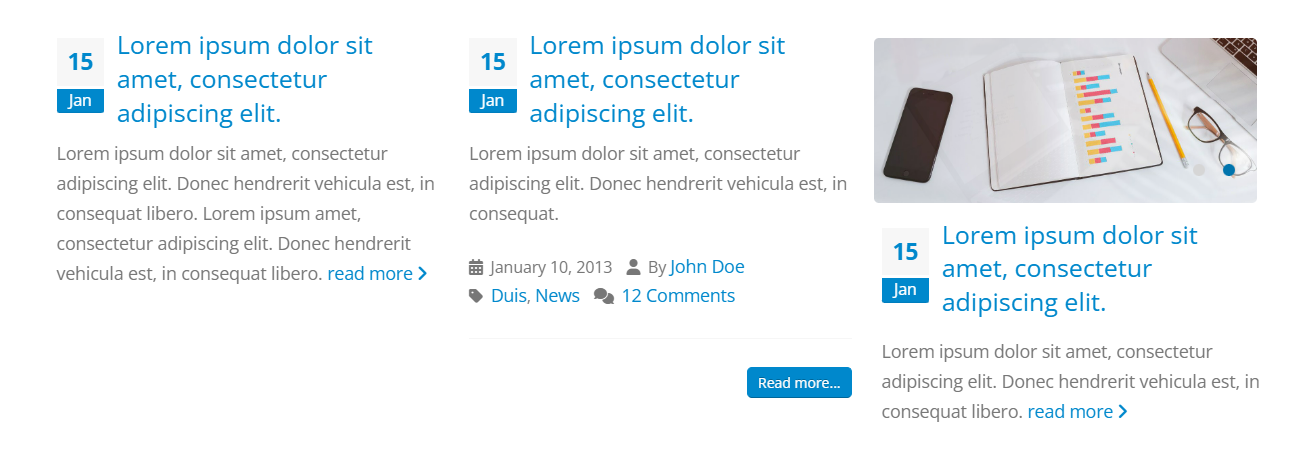 15
Jan
Lorem ipsum dolor sit
amet, consectetur
adipiscing elit.
Lorem ipsum dolor sit amet, consectetur
adipiscing elit. Donec hendrerit vehicula est, in
consequat libero. Lorem ipsum amet,
consectetur adipiscing elit. Donec hendrerit
vehicula est, in consequat libero. read more
15
Jan
Lorem ipsum dolor sit
amet, consectetur
adipiscing elit.
Lorem ipsum dolor sit amet, consectetur
adipiscing elit. Donec hendrerit vehicula est, in
consequat.
January 10, 2013 By John Doe
Duis, News 12 Comments
Read more...
15
Jan
Lorem ipsum dolor sit
amet, consectetur
adipiscing elit.
Lorem ipsum dolor sit amet, consectetur
adipiscing elit. Donec hendrerit vehicula est, in
consequat libero. read more